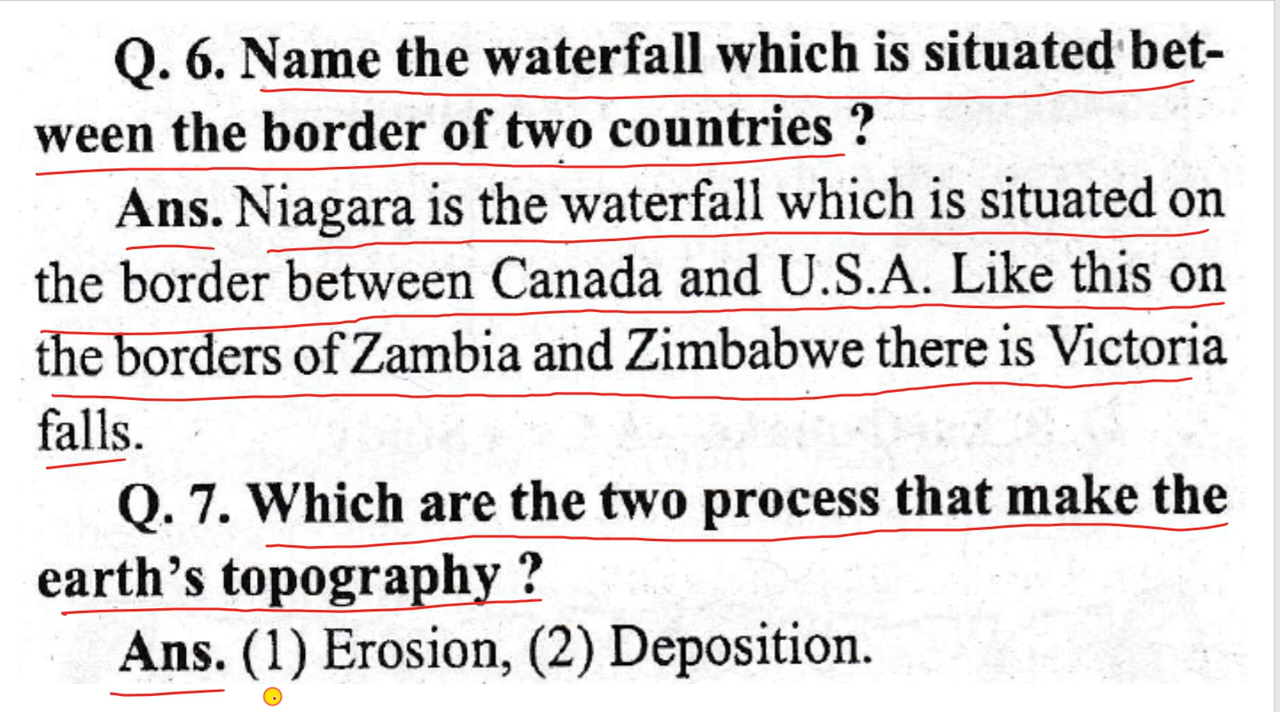 Q. 6. Name the waterfall which is situated bet-
ween the border of two countries ?
Ans. Niagara is the waterfall which is situated on
the border between Canada and U.S.A. Like this on
the borders of Zambia and Zimbabwe there is Victoria
falls.
Q. 7. Which are the two process that make the
earth's topography ?
Ans. (1) Erosion, (2) Deposition.